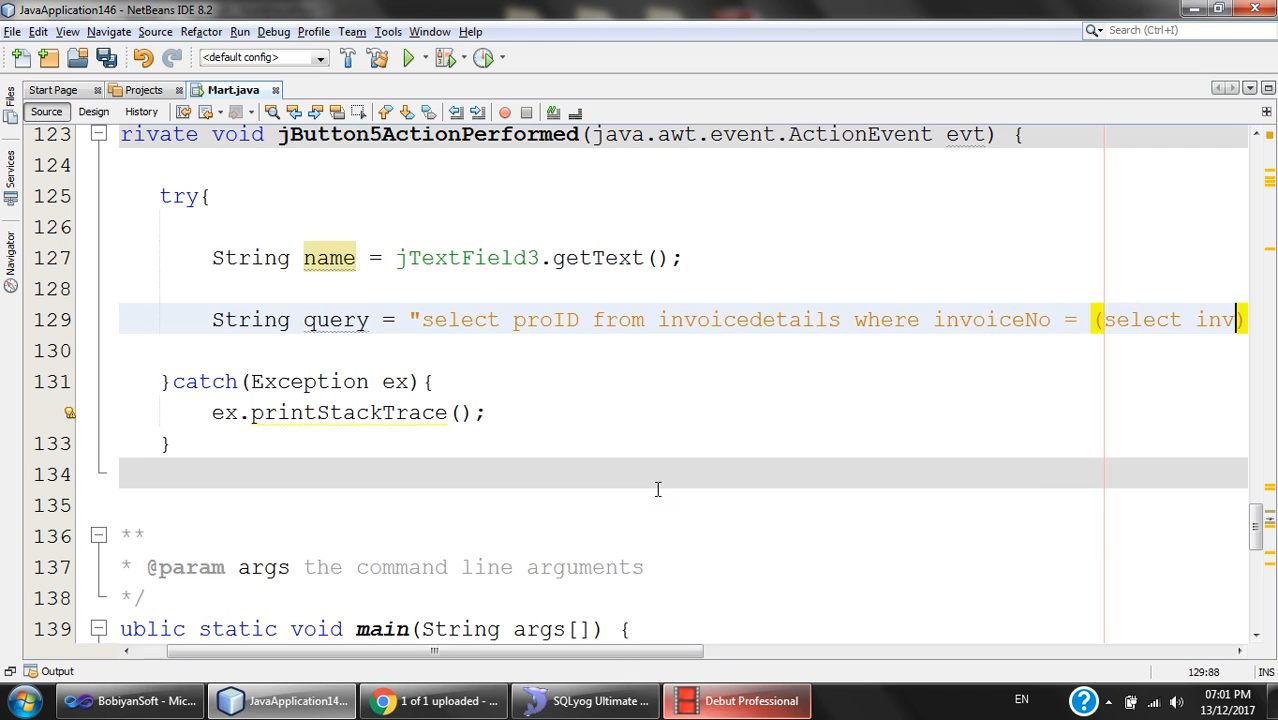 JavaApplication146 - NetBeans IDE 8.2
File Edit View Navigate Source Refactor Run Debug Profile Team Tools Window Help
Search (Ctrl+I)
<default config>
Start Page Projects Mart.java
Source Design History
Files
Services
Navigator
123 rivate void jButton5ActionPerformed(java.awt.event.ActionEvent evt) {
124
125 try{
126
127 String name = jTextField3.getText();
128
129 String query = "select proID from invoicedetails where invoiceNo = (select inv)
130
131 }catch(Exception ex){
ex.printStackTrace();
133 }
134
135
136 **
137 * @param args the command line arguments
138 */
139 ublic static void main(String args[]) {
Output
129:88 INS
BobiyanSoft - Mic... JavaApplication14... 1 of 1 uploaded - ... SQLyog Ultimate ... Debut Professional EN 07:01 PM
13/12/2017